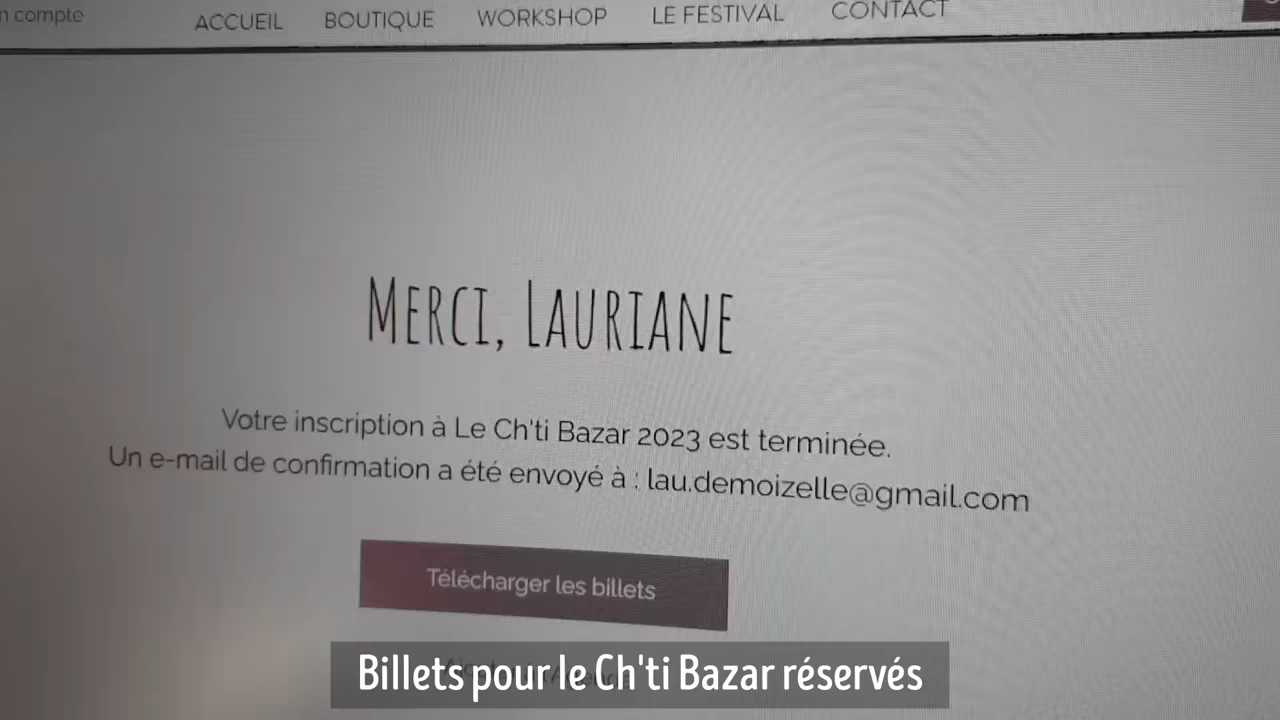 n compte ACCUEIL BOUTIQUE WORKSHOP LE FESTIVAL CONTACT
MERCI, LAURIANE
Votre inscription à Le Ch'ti Bazar 2023 est terminée.
Un e-mail de confirmation a été envoyé à : lau.demoizelle@gmail.com
Télécharger les billets
Billets pour le Ch'ti Bazar réservés